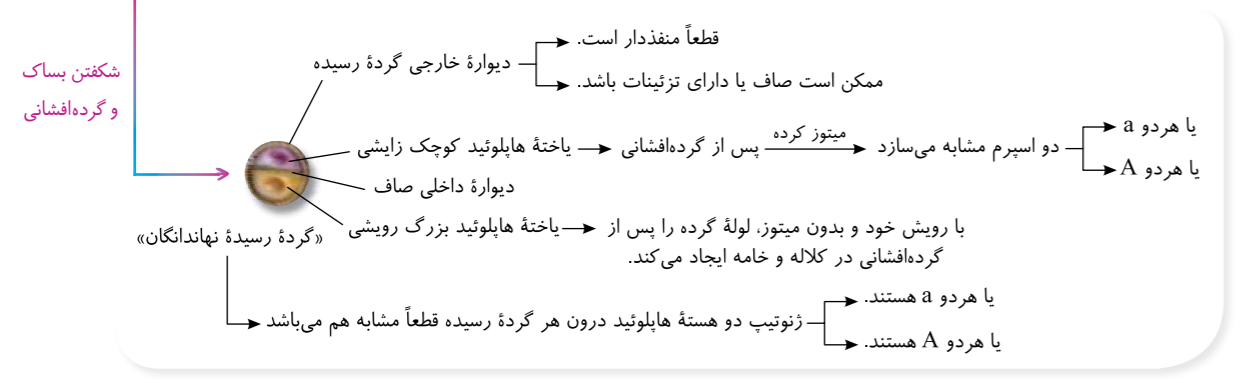 شکفتن بساک
و گرده‌افشانی
دیوارهٔ خارجی گردهٔ رسیده
قطعاً منفذدار است.
ممکن است صاف یا دارای تزئینات باشد.
یاختهٔ هاپلوئید کوچک زایشی
پس از گرده‌افشانی
میتوز کرده
دو اسپرم مشابه می‌سازد
یا هردو a
یا هردو A
دیوارهٔ داخلی صاف
یاختهٔ هاپلوئید بزرگ رویشی
با رویش خود و بدون میتوز، لولهٔ گرده را پس از
گرده‌افشانی در کلاله و خامه ایجاد می‌کند.
«گردهٔ رسیدهٔ نهاندانگان»
ژنوتیپ دو هستهٔ هاپلوئید درون هر گردهٔ رسیده قطعاً مشابه هم می‌باشد
یا هردو a هستند.
یا هردو A هستند.